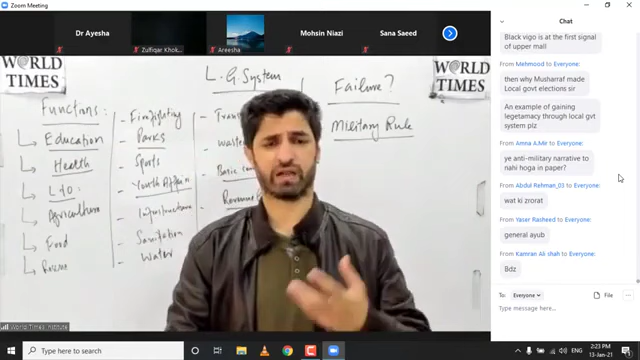 Zoom Meeting
Dr Ayesha
Zulfiqar Khok...
Areesha
Mohsin Niazi
Sana Saeed
W@RLD
TIMES
W@RLD
TIMES
L.G System
Functions:
Education
Health
L to:
Agriculture
Food
Firefighting
Parks
Sports
Youth Affairs
Infrastructure
Sanitation
Water
Failure?
Military Rule
World Times Institute
Chat
Black vigo is at the first signal
of upper mall
From Mehmood to Everyone:
then why Musharraf made
Local govt elections sir
An example of gaining
legetamacy through local gvt
system plz
From Amna A.Mir to Everyone:
ye anti-military narrative to
nahi hoga in paper?
From Abdul Rehman_03 to Everyone:
wat ki zrorat
From Yaser Rasheed to Everyone:
general ayub
From Kamran Ali shah to Everyone:
Bdz
To:
Everyone
File
Type message here...
Type here to search
2:23 PM
13-Jan-21